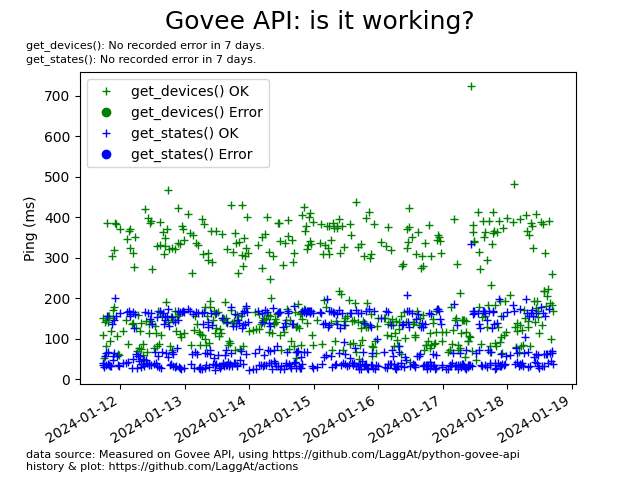 Govee API: is it working?
get_devices(): No recorded error in 7 days.
get_states(): No recorded error in 7 days.
get_devices() OK
get_devices() Error
get_states() OK
get_states() Error
Ping (ms)
700
600
500
400
300
200
100
0
2024-01-12
2024-01-13
2024-01-14
2024-01-15
2024-01-16
2024-01-17
2024-01-18
2024-01-19
data source: Measured on Govee API, using https://github.com/LaggAt/python-govee-api
history & plot: https://github.com/LaggAt/actions